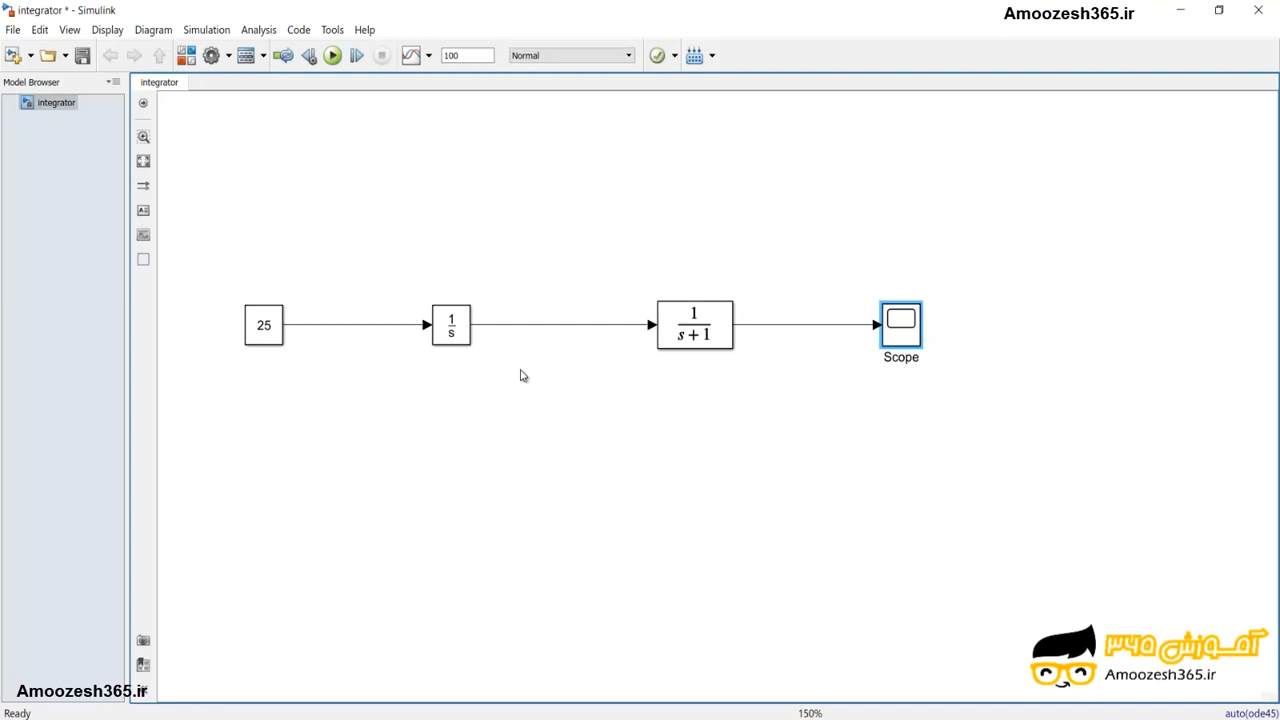 integrator * - Simulink
Amoozesh365.ir
File Edit View Display Diagram Simulation Analysis Code Tools Help
100 Normal
Model Browser
integrator
integrator
25
1
s
1
s + 1
Scope
آموزش ۳۶۵
Amoozesh365.ir
Amoozesh365.ir
Ready 150% auto(ode45)